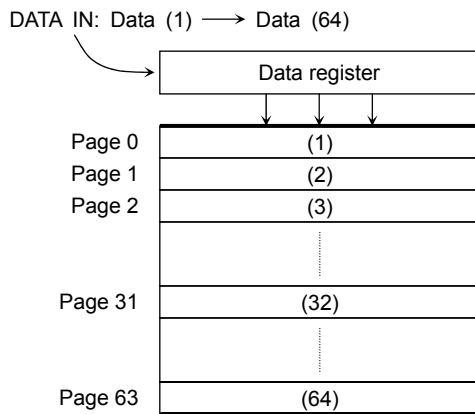 DATA IN: Data (1) ⟶ Data (64)
Data register
Page 0 (1)
Page 1 (2)
Page 2 (3)
Page 31 (32)
Page 63 (64)